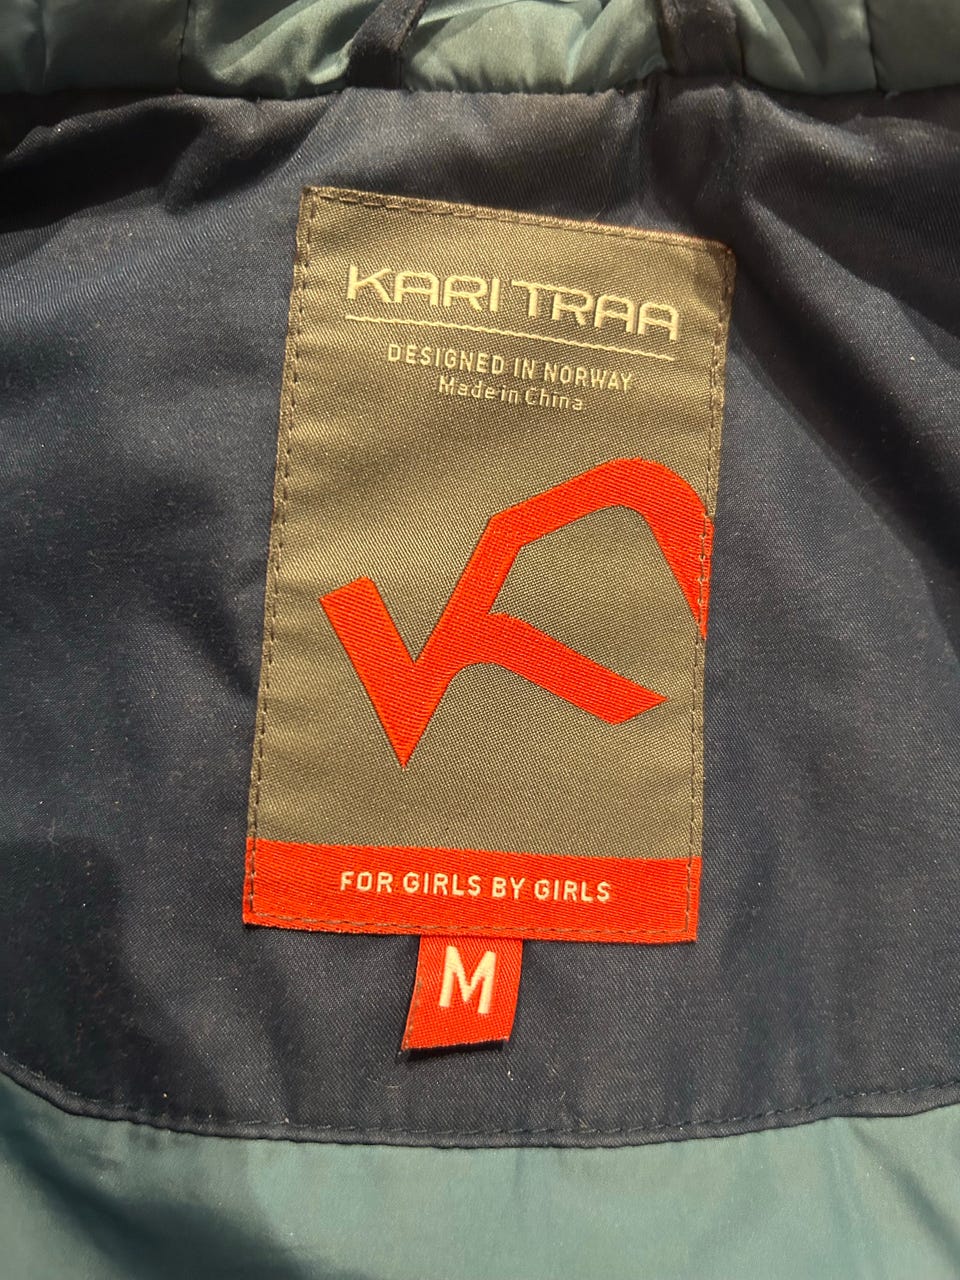 KARI TRAA
DESIGNED IN NORWAY
Made in China
FOR GIRLS BY GIRLS
M